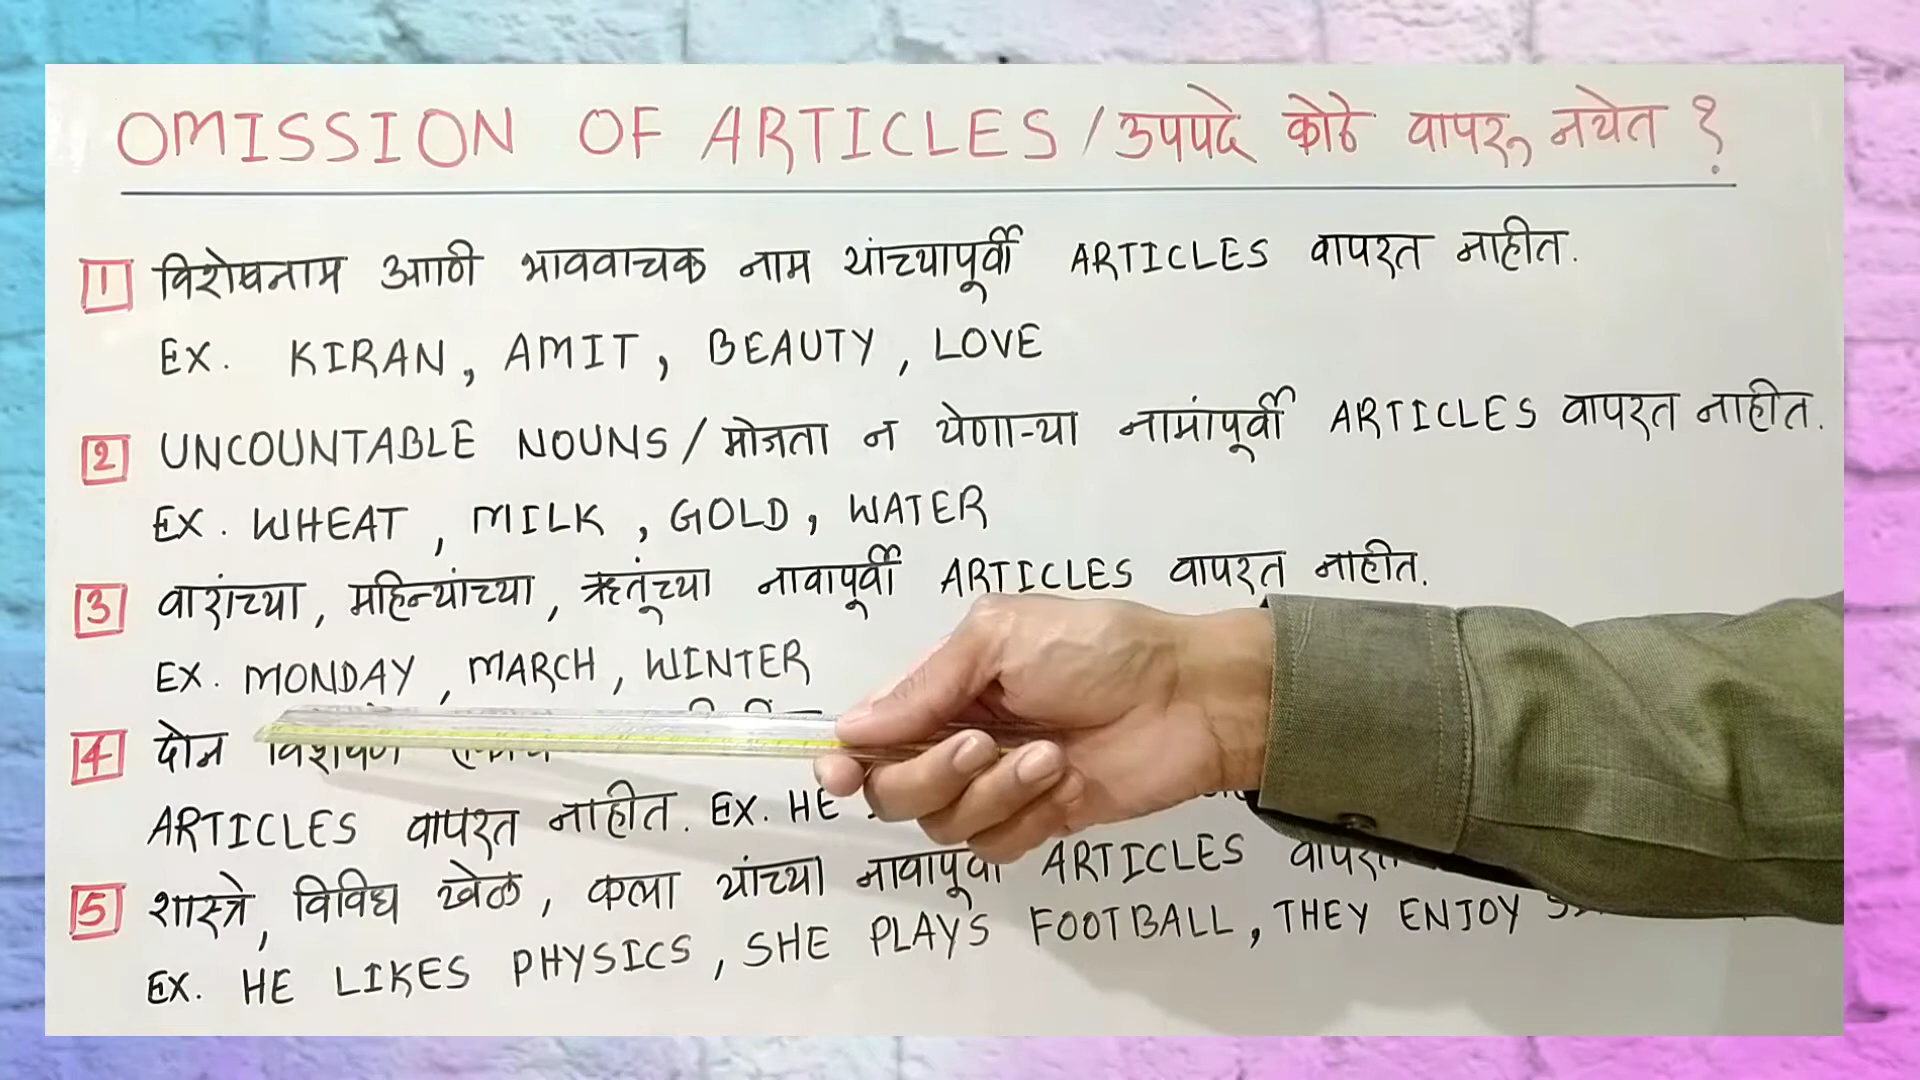 OMISSION OF ARTICLES / उपपदे कोठे वापरू नयेत ?
1 विशेषनाम आणि भाववाचक नाम यांच्यापूर्वी ARTICLES वापरत नाहीत.
EX. KIRAN, AMIT, BEAUTY, LOVE
2 UNCOUNTABLE NOUNS / मोजता न येणाऱ्या नामांपूर्वी ARTICLES वापरत नाहीत.
EX. WHEAT, MILK, GOLD, WATER
3 वारांच्या, महिन्यांच्या, ऋतूंच्या नावापूर्वी ARTICLES वापरत नाहीत.
EX. MONDAY, MARCH, WINTER
4 दोन विशेषण
ARTICLES वापरत नाहीत. EX. HE
5 शास्त्रे, विविध खेळ, कला यांच्या नावापूर्वी ARTICLES वापरत
EX. HE LIKES PHYSICS, SHE PLAYS FOOTBALL, THEY ENJOY